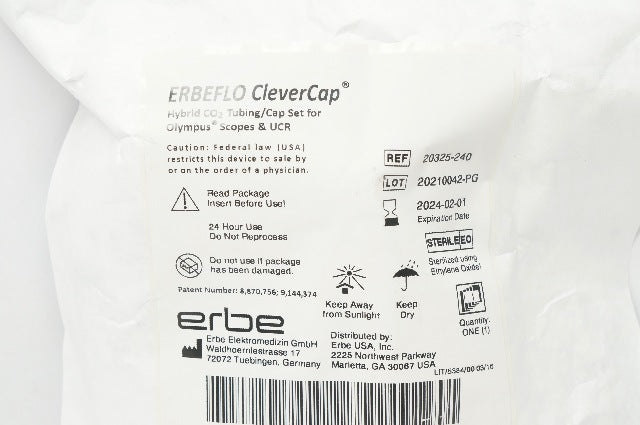 ERBEFLO CleverCap®
Hybrid CO₂ Tubing/Cap Set for
Olympus® Scopes & UCR
Caution: Federal law (USA)
restricts this device to sale by
or on the order of a physician.
REF 20325-240
LOT 20210042-PG
2024-02-01
Expiration Date
Read Package
Insert Before Use!
24 Hour Use
Do Not Reprocess
STERILE EO
Sterilized using
Ethylene Oxide!
Do not use if package
has been damaged.
Keep Away
from Sunlight
Keep
Dry
Quantity:
ONE (1)
Patent Number: 8,870,756; 9,144,374
erbe
Erbe Elektromedizin GmbH
Waldhoernlestrasse 17
72072 Tuebingen, Germany
Distributed by:
Erbe USA, Inc.
2225 Northwest Parkway
Marietta, GA 30067 USA